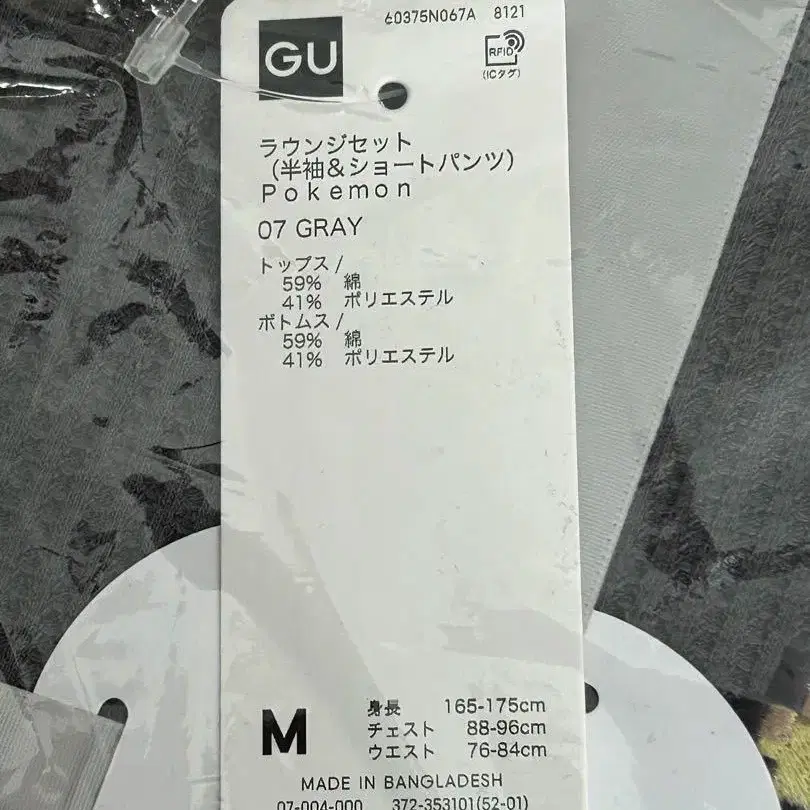 60375N067A 8121
GU
RFID
(ICタグ)
ラウンジセット
(半袖&ショートパンツ)
Pokemon
07 GRAY
トップス/
59% 綿
41% ポリエステル
ボトムス/
59% 綿
41% ポリエステル
M
身長 165-175cm
チェスト 88-96cm
ウエスト 76-84cm
MADE IN BANGLADESH
07-004-000 372-353101(52-01)